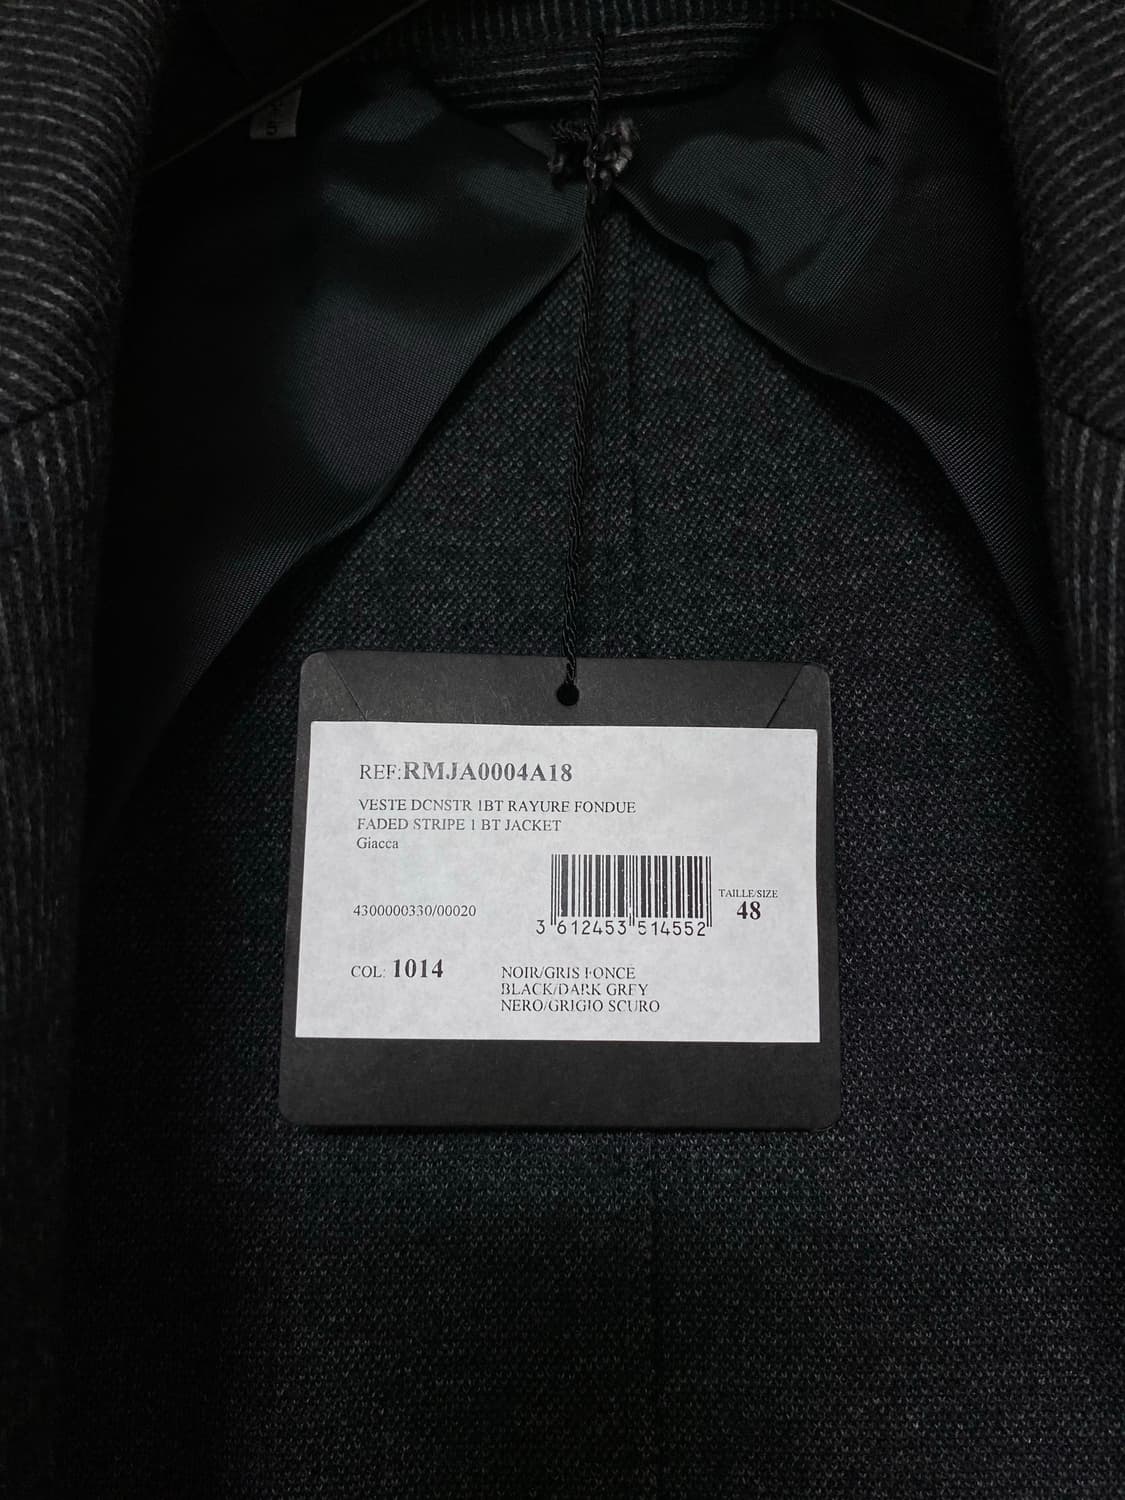 REF:RMJA0004A18
VESTE DCNSTR 1BT RAYURE FONDUE
FADED STRIPE 1 BT JACKET
Giacca
4300000330/00020
3 612453 514552
TAILLE/SIZE
48
COL: 1014
NOIR/GRIS FONCE
BLACK/DARK GREY
NERO/GRIGIO SCURO